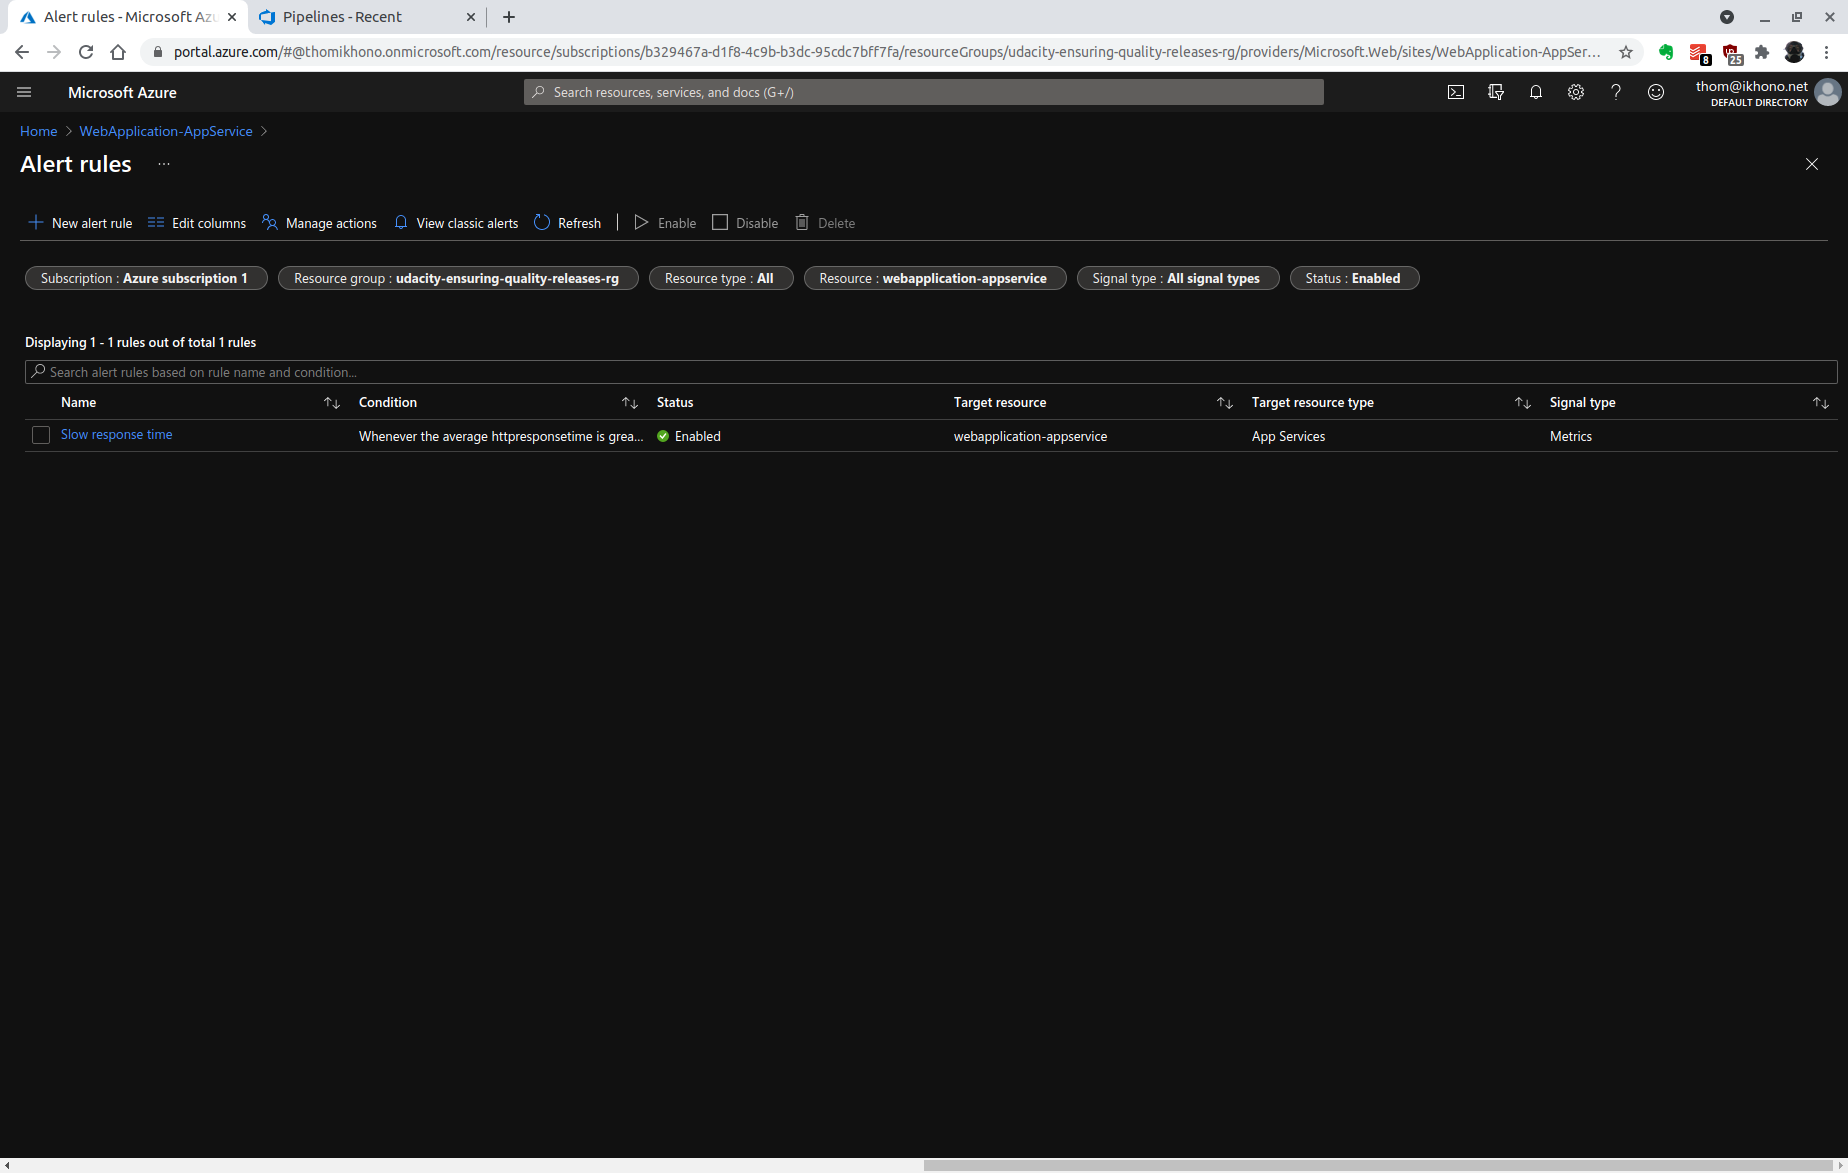 Alert rules - Microsoft Azu
Pipelines - Recent
portal.azure.com/#@thomikhono.onmicrosoft.com/resource/subscriptions/b329467a-d1f8-4c9b-b3dc-95cdc7bff7fa/resourceGroups/udacity-ensuring-quality-releases-rg/providers/Microsoft.Web/sites/WebApplication-AppSer...
8
25
Microsoft Azure
Search resources, services, and docs (G+/)
thom@ikhono.net
DEFAULT DIRECTORY
Home > WebApplication-AppService >
Alert rules ...
New alert rule Edit columns Manage actions View classic alerts Refresh | Enable Disable Delete
Subscription : Azure subscription 1 Resource group : udacity-ensuring-quality-releases-rg Resource type : All Resource : webapplication-appservice Signal type : All signal types Status : Enabled
Displaying 1 - 1 rules out of total 1 rules
Search alert rules based on rule name and condition...
Name Condition Status Target resource Target resource type Signal type
Slow response time Whenever the average httpresponsetime is grea... Enabled webapplication-appservice App Services Metrics